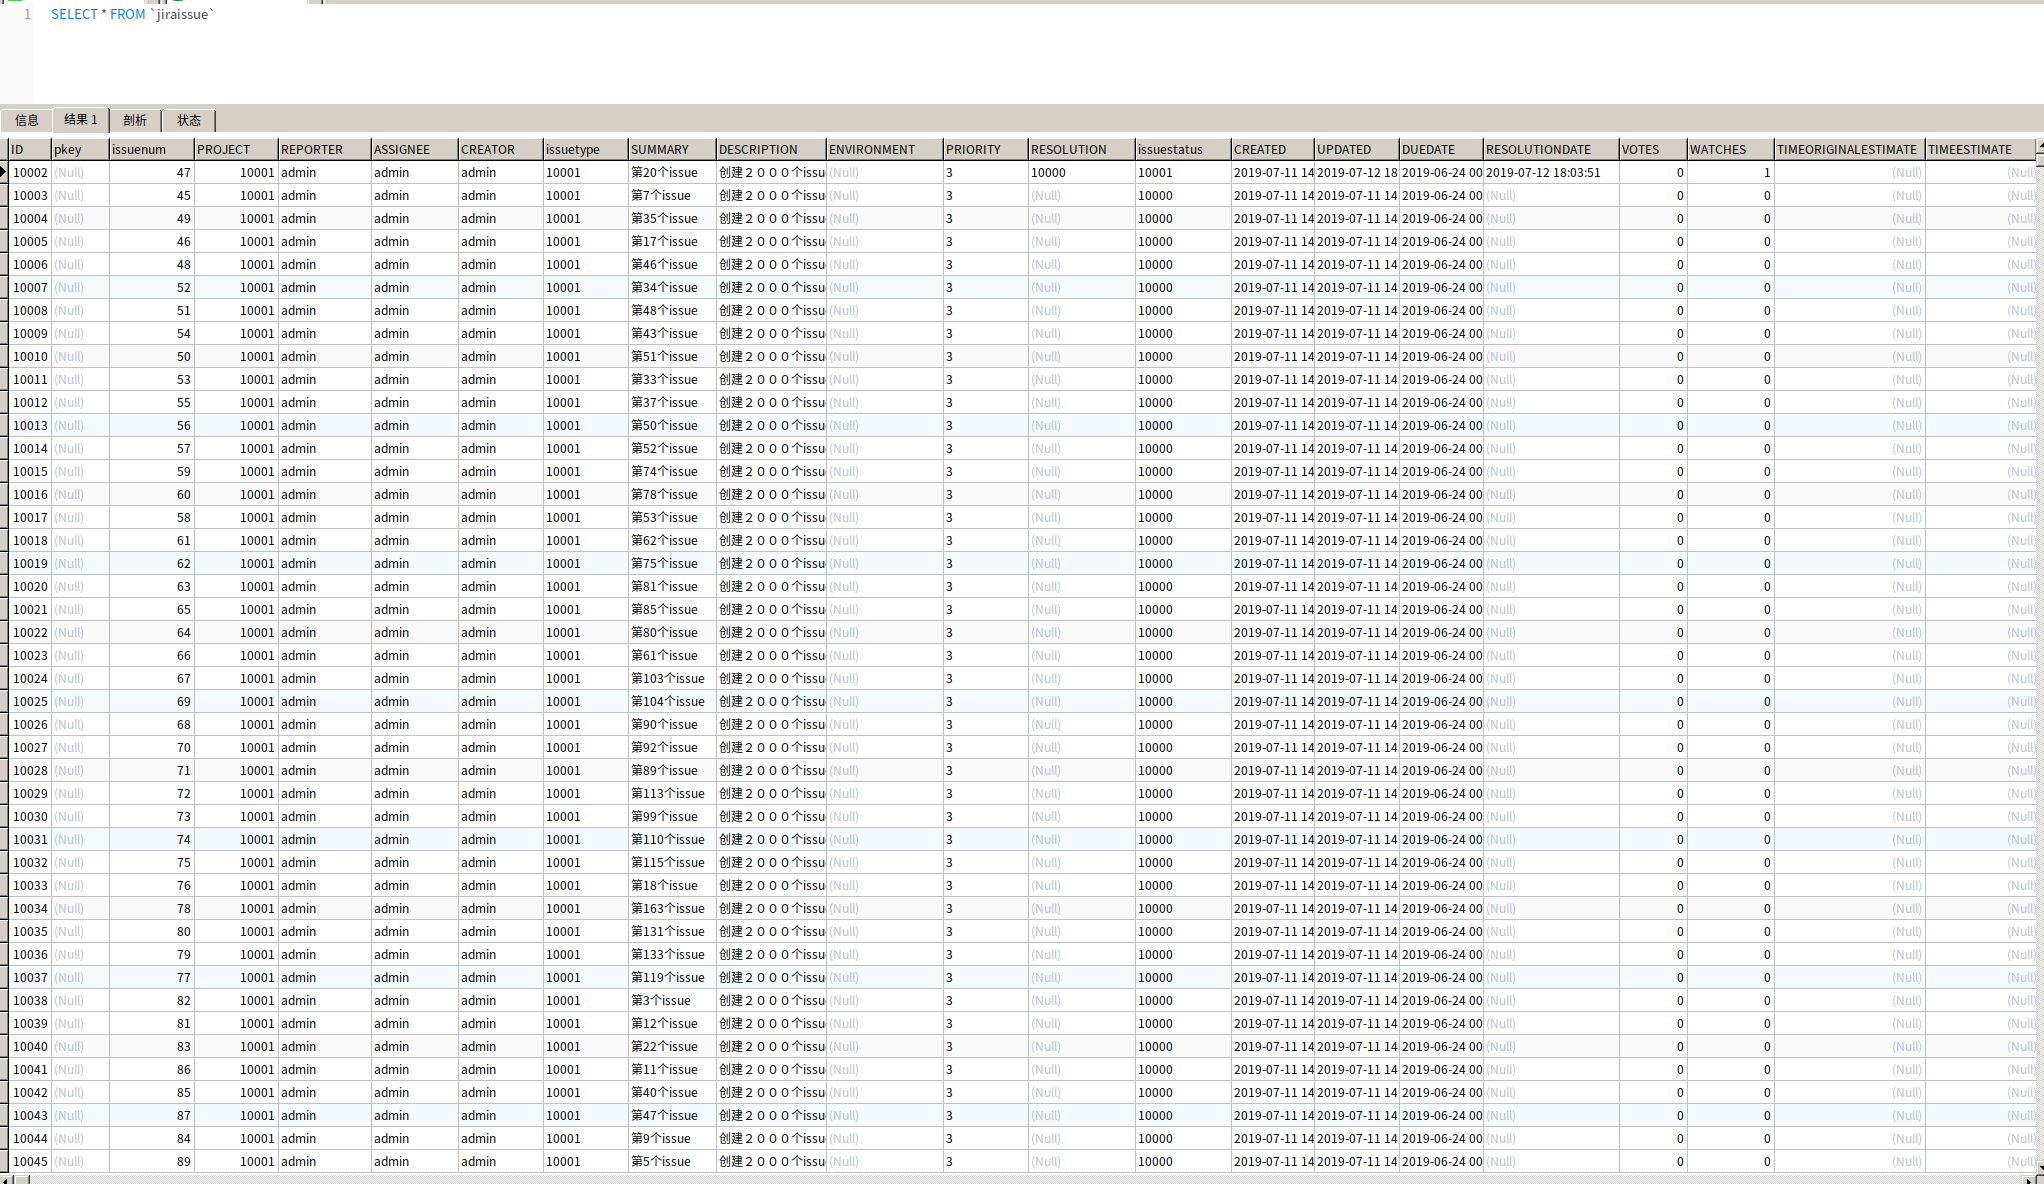 1 SELECT * FROM `jiraissue`
信息 结果 1 剖析 状态
ID pkey issuenum PROJECT REPORTER ASSIGNEE CREATOR issuetype SUMMARY DESCRIPTION ENVIRONMENT PRIORITY RESOLUTION issuestatus CREATED UPDATED DUEDATE RESOLUTIONDATE VOTES WATCHES TIMEORIGINALESTIMATE TIMEESTIMATE
10002 (Null) 47 10001 admin admin admin 10001 第20个issue 创建２０００个issu (Null) 3 10000 10001 2019-07-11 14 2019-07-12 18 2019-06-24 00 2019-07-12 18:03:51 0 1 (Null) (Null)
10003 (Null) 45 10001 admin admin admin 10001 第7个issue 创建２０００个issu (Null) 3 (Null) 10000 2019-07-11 14 2019-07-11 14 2019-06-24 00 (Null) 0 0 (Null) (Null)
10004 (Null) 49 10001 admin admin admin 10001 第35个issue 创建２０００个issu (Null) 3 (Null) 10000 2019-07-11 14 2019-07-11 14 2019-06-24 00 (Null) 0 0 (Null) (Null)
10005 (Null) 46 10001 admin admin admin 10001 第17个issue 创建２０００个issu (Null) 3 (Null) 10000 2019-07-11 14 2019-07-11 14 2019-06-24 00 (Null) 0 0 (Null) (Null)
10006 (Null) 48 10001 admin admin admin 10001 第46个issue 创建２０００个issu (Null) 3 (Null) 10000 2019-07-11 14 2019-07-11 14 2019-06-24 00 (Null) 0 0 (Null) (Null)
10007 (Null) 52 10001 admin admin admin 10001 第34个issue 创建２０００个issu (Null) 3 (Null) 10000 2019-07-11 14 2019-07-11 14 2019-06-24 00 (Null) 0 0 (Null) (Null)
10008 (Null) 51 10001 admin admin admin 10001 第48个issue 创建２０００个issu (Null) 3 (Null) 10000 2019-07-11 14 2019-07-11 14 2019-06-24 00 (Null) 0 0 (Null) (Null)
10009 (Null) 54 10001 admin admin admin 10001 第43个issue 创建２０００个issu (Null) 3 (Null) 10000 2019-07-11 14 2019-07-11 14 2019-06-24 00 (Null) 0 0 (Null) (Null)
10010 (Null) 50 10001 admin admin admin 10001 第51个issue 创建２０００个issu (Null) 3 (Null) 10000 2019-07-11 14 2019-07-11 14 2019-06-24 00 (Null) 0 0 (Null) (Null)
10011 (Null) 53 10001 admin admin admin 10001 第33个issue 创建２０００个issu (Null) 3 (Null) 10000 2019-07-11 14 2019-07-11 14 2019-06-24 00 (Null) 0 0 (Null) (Null)
10012 (Null) 55 10001 admin admin admin 10001 第37个issue 创建２０００个issu (Null) 3 (Null) 10000 2019-07-11 14 2019-07-11 14 2019-06-24 00 (Null) 0 0 (Null) (Null)
10013 (Null) 56 10001 admin admin admin 10001 第50个issue 创建２０００个issu (Null) 3 (Null) 10000 2019-07-11 14 2019-07-11 14 2019-06-24 00 (Null) 0 0 (Null) (Null)
10014 (Null) 57 10001 admin admin admin 10001 第52个issue 创建２０００个issu (Null) 3 (Null) 10000 2019-07-11 14 2019-07-11 14 2019-06-24 00 (Null) 0 0 (Null) (Null)
10015 (Null) 59 10001 admin admin admin 10001 第74个issue 创建２０００个issu (Null) 3 (Null) 10000 2019-07-11 14 2019-07-11 14 2019-06-24 00 (Null) 0 0 (Null) (Null)
10016 (Null) 60 10001 admin admin admin 10001 第78个issue 创建２０００个issu (Null) 3 (Null) 10000 2019-07-11 14 2019-07-11 14 2019-06-24 00 (Null) 0 0 (Null) (Null)
10017 (Null) 58 10001 admin admin admin 10001 第53个issue 创建２０００个issu (Null) 3 (Null) 10000 2019-07-11 14 2019-07-11 14 2019-06-24 00 (Null) 0 0 (Null) (Null)
10018 (Null) 61 10001 admin admin admin 10001 第62个issue 创建２０００个issu (Null) 3 (Null) 10000 2019-07-11 14 2019-07-11 14 2019-06-24 00 (Null) 0 0 (Null) (Null)
10019 (Null) 62 10001 admin admin admin 10001 第75个issue 创建２０００个issu (Null) 3 (Null) 10000 2019-07-11 14 2019-07-11 14 2019-06-24 00 (Null) 0 0 (Null) (Null)
10020 (Null) 63 10001 admin admin admin 10001 第81个issue 创建２０００个issu (Null) 3 (Null) 10000 2019-07-11 14 2019-07-11 14 2019-06-24 00 (Null) 0 0 (Null) (Null)
10021 (Null) 65 10001 admin admin admin 10001 第85个issue 创建２０００个issu (Null) 3 (Null) 10000 2019-07-11 14 2019-07-11 14 2019-06-24 00 (Null) 0 0 (Null) (Null)
10022 (Null) 64 10001 admin admin admin 10001 第80个issue 创建２０００个issu (Null) 3 (Null) 10000 2019-07-11 14 2019-07-11 14 2019-06-24 00 (Null) 0 0 (Null) (Null)
10023 (Null) 66 10001 admin admin admin 10001 第61个issue 创建２０００个issu (Null) 3 (Null) 10000 2019-07-11 14 2019-07-11 14 2019-06-24 00 (Null) 0 0 (Null) (Null)
10024 (Null) 67 10001 admin admin admin 10001 第103个issue 创建２０００个issu (Null) 3 (Null) 10000 2019-07-11 14 2019-07-11 14 2019-06-24 00 (Null) 0 0 (Null) (Null)
10025 (Null) 69 10001 admin admin admin 10001 第104个issue 创建２０００个issu (Null) 3 (Null) 10000 2019-07-11 14 2019-07-11 14 2019-06-24 00 (Null) 0 0 (Null) (Null)
10026 (Null) 68 10001 admin admin admin 10001 第90个issue 创建２０００个issu (Null) 3 (Null) 10000 2019-07-11 14 2019-07-11 14 2019-06-24 00 (Null) 0 0 (Null) (Null)
10027 (Null) 70 10001 admin admin admin 10001 第92个issue 创建２０００个issu (Null) 3 (Null) 10000 2019-07-11 14 2019-07-11 14 2019-06-24 00 (Null) 0 0 (Null) (Null)
10028 (Null) 71 10001 admin admin admin 10001 第89个issue 创建２０００个issu (Null) 3 (Null) 10000 2019-07-11 14 2019-07-11 14 2019-06-24 00 (Null) 0 0 (Null) (Null)
10029 (Null) 72 10001 admin admin admin 10001 第113个issue 创建２０００个issu (Null) 3 (Null) 10000 2019-07-11 14 2019-07-11 14 2019-06-24 00 (Null) 0 0 (Null) (Null)
10030 (Null) 73 10001 admin admin admin 10001 第99个issue 创建２０００个issu (Null) 3 (Null) 10000 2019-07-11 14 2019-07-11 14 2019-06-24 00 (Null) 0 0 (Null) (Null)
10031 (Null) 74 10001 admin admin admin 10001 第110个issue 创建２０００个issu (Null) 3 (Null) 10000 2019-07-11 14 2019-07-11 14 2019-06-24 00 (Null) 0 0 (Null) (Null)
10032 (Null) 75 10001 admin admin admin 10001 第115个issue 创建２０００个issu (Null) 3 (Null) 10000 2019-07-11 14 2019-07-11 14 2019-06-24 00 (Null) 0 0 (Null) (Null)
10033 (Null) 76 10001 admin admin admin 10001 第18个issue 创建２０００个issu (Null) 3 (Null) 10000 2019-07-11 14 2019-07-11 14 2019-06-24 00 (Null) 0 0 (Null) (Null)
10034 (Null) 78 10001 admin admin admin 10001 第163个issue 创建２０００个issu (Null) 3 (Null) 10000 2019-07-11 14 2019-07-11 14 2019-06-24 00 (Null) 0 0 (Null) (Null)
10035 (Null) 80 10001 admin admin admin 10001 第131个issue 创建２０００个issu (Null) 3 (Null) 10000 2019-07-11 14 2019-07-11 14 2019-06-24 00 (Null) 0 0 (Null) (Null)
10036 (Null) 79 10001 admin admin admin 10001 第133个issue 创建２０００个issu (Null) 3 (Null) 10000 2019-07-11 14 2019-07-11 14 2019-06-24 00 (Null) 0 0 (Null) (Null)
10037 (Null) 77 10001 admin admin admin 10001 第119个issue 创建２０００个issu (Null) 3 (Null) 10000 2019-07-11 14 2019-07-11 14 2019-06-24 00 (Null) 0 0 (Null) (Null)
10038 (Null) 82 10001 admin admin admin 10001 第3个issue 创建２０００个issu (Null) 3 (Null) 10000 2019-07-11 14 2019-07-11 14 2019-06-24 00 (Null) 0 0 (Null) (Null)
10039 (Null) 81 10001 admin admin admin 10001 第12个issue 创建２０００个issu (Null) 3 (Null) 10000 2019-07-11 14 2019-07-11 14 2019-06-24 00 (Null) 0 0 (Null) (Null)
10040 (Null) 83 10001 admin admin admin 10001 第22个issue 创建２０００个issu (Null) 3 (Null) 10000 2019-07-11 14 2019-07-11 14 2019-06-24 00 (Null) 0 0 (Null) (Null)
10041 (Null) 86 10001 admin admin admin 10001 第11个issue 创建２０００个issu (Null) 3 (Null) 10000 2019-07-11 14 2019-07-11 14 2019-06-24 00 (Null) 0 0 (Null) (Null)
10042 (Null) 85 10001 admin admin admin 10001 第40个issue 创建２０００个issu (Null) 3 (Null) 10000 2019-07-11 14 2019-07-11 14 2019-06-24 00 (Null) 0 0 (Null) (Null)
10043 (Null) 87 10001 admin admin admin 10001 第47个issue 创建２０００个issu (Null) 3 (Null) 10000 2019-07-11 14 2019-07-11 14 2019-06-24 00 (Null) 0 0 (Null) (Null)
10044 (Null) 84 10001 admin admin admin 10001 第9个issue 创建２０００个issu (Null) 3 (Null) 10000 2019-07-11 14 2019-07-11 14 2019-06-24 00 (Null) 0 0 (Null) (Null)
10045 (Null) 89 10001 admin admin admin 10001 第5个issue 创建２０００个issu (Null) 3 (Null) 10000 2019-07-11 14 2019-07-11 14 2019-06-24 00 (Null) 0 0 (Null) (Null)